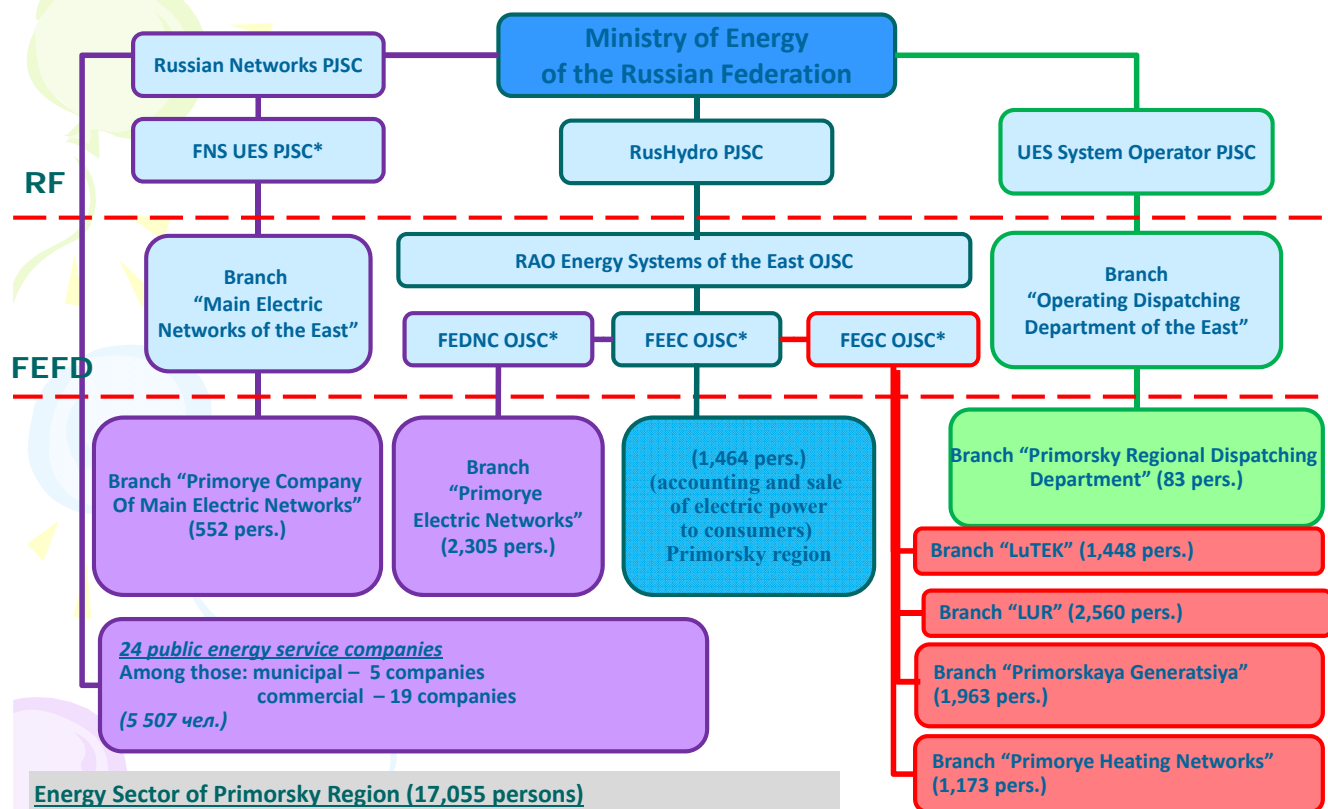 Russian Networks PJSC
Ministry of Energy
of the Russian Federation
FNS UES PJSC*
RusHydro PJSC
UES System Operator PJSC
RF
Branch
“Main Electric
Networks of the East”
RAO Energy Systems of the East OJSC
Branch
“Operating Dispatching
Department of the East”
FEDNC OJSC*
FEEC OJSC*
FEGC OJSC*
FEFD
Branch “Primorye Company
Of Main Electric Networks”
(552 pers.)
Branch
“Primorye
Electric Networks”
(2,305 pers.)
(1,464 pers.)
(accounting and sale
of electric power
to consumers)
Primorsky region
Branch “Primorsky Regional Dispatching
Department” (83 pers.)
Branch “LuTEK” (1,448 pers.)
Branch “LUR” (2,560 pers.)
Branch “Primorskaya Generatsiya”
(1,963 pers.)
Branch “Primorye Heating Networks”
(1,173 pers.)
24 public energy service companies
Among those: municipal – 5 companies
commercial – 19 companies
(5 507 чел.)
Energy Sector of Primorsky Region (17,055 persons)